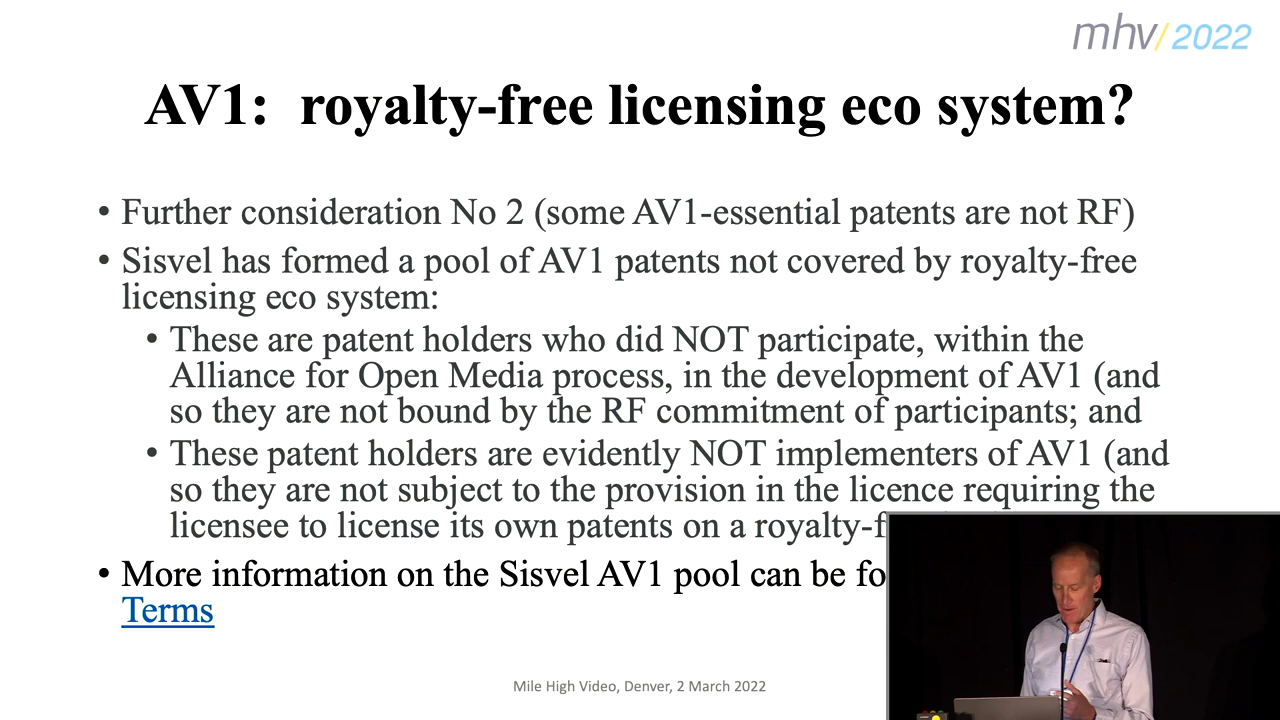 mhv/2022
AV1: royalty-free licensing eco system?
• Further consideration No 2 (some AV1-essential patents are not RF)
• Sisvel has formed a pool of AV1 patents not covered by royalty-free
licensing eco system:
• These are patent holders who did NOT participate, within the
Alliance for Open Media process, in the development of AV1 (and
so they are not bound by the RF commitment of participants; and
• These patent holders are evidently NOT implementers of AV1 (and
so they are not subject to the provision in the licence requiring the
licensee to license its own patents on a
• More information on the Sisvel AV1 pool can be
Terms
Mile High Video, Denver, 2 March 2022